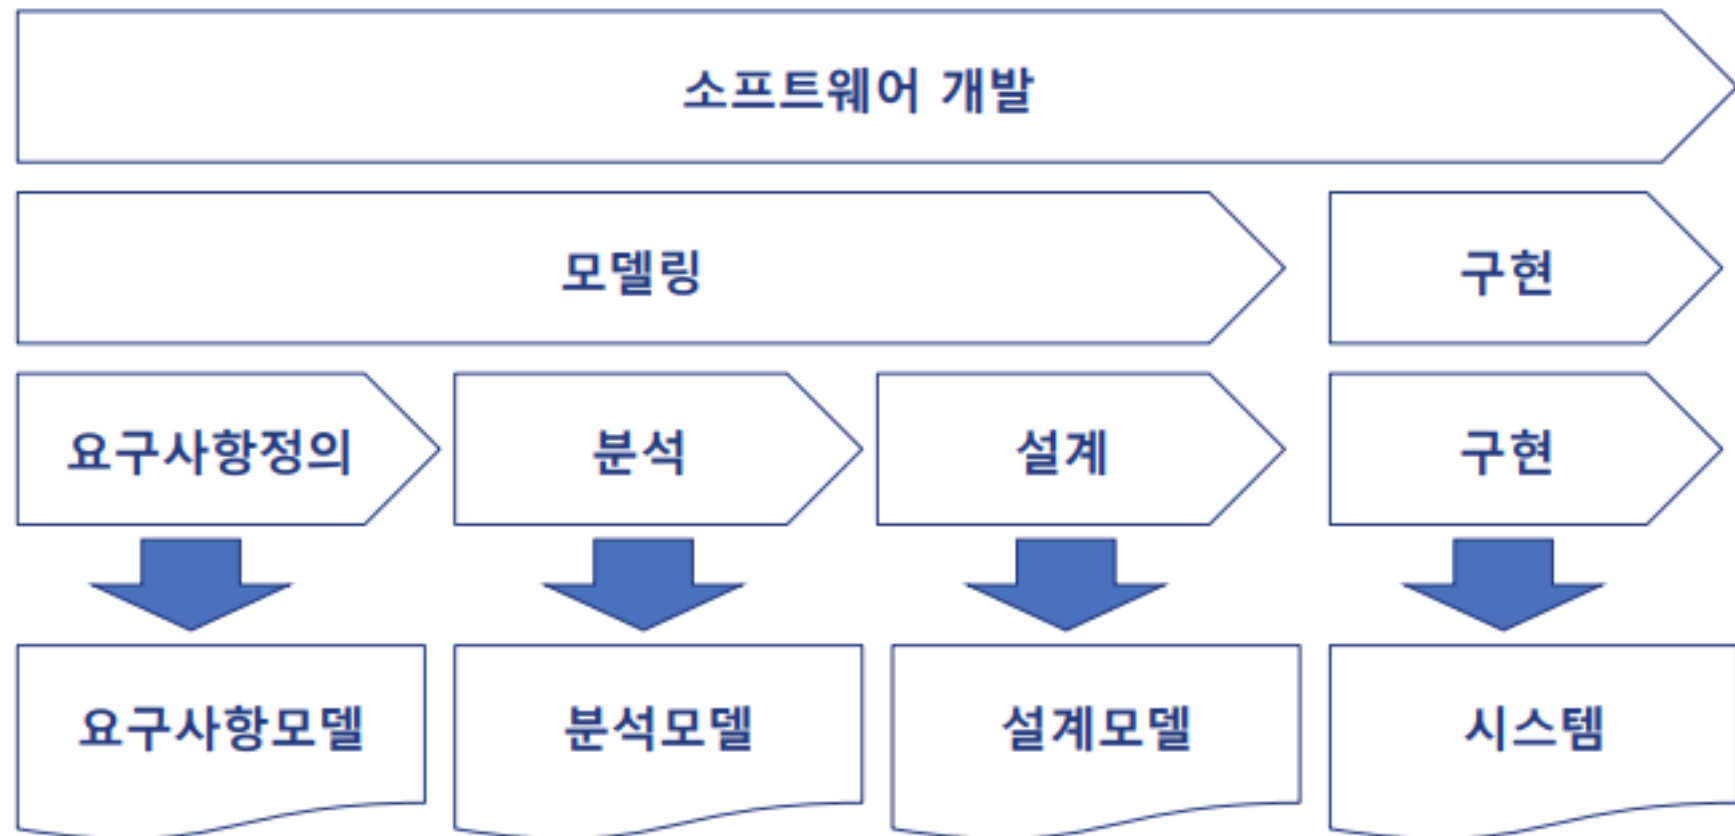 소프트웨어 개발
모델링
구현
요구사항정의
분석
설계
구현
요구사항모델
분석모델
설계모델
시스템